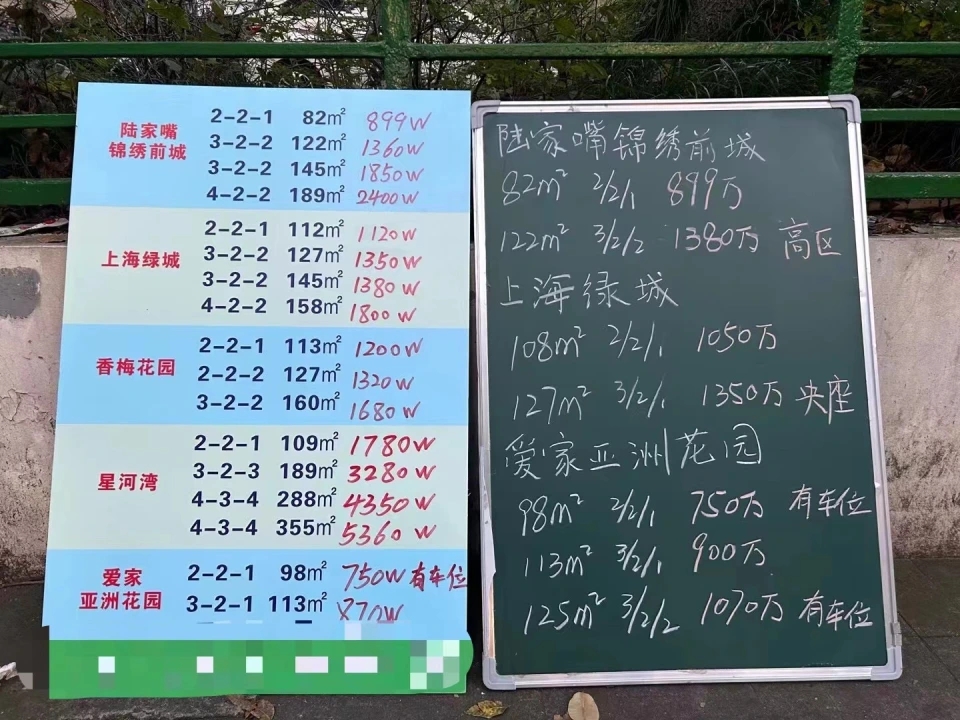 陆家嘴
锦绣前城
2-2-1 82㎡ 899W
3-2-2 122㎡ 1360W
3-2-2 145㎡ 1850W
4-2-2 189㎡ 2400W
上海绿城
2-2-1 112㎡ 1120W
3-2-2 127㎡ 1350W
3-2-2 145㎡ 1380W
4-2-2 158㎡ 1800W
香梅花园
2-2-1 113㎡ 1200W
2-2-2 127㎡ 1320W
3-2-2 160㎡ 1680W
星河湾
2-2-1 109㎡ 1780W
3-2-3 189㎡ 3280W
4-3-4 288㎡ 4350W
4-3-4 355㎡ 5360W
爱家
亚洲花园
2-2-1 98㎡ 750W 有车位
3-2-1 113㎡ 870W
陆家嘴锦绣前城
82m² 2/2/1 899万
122m² 3/2/2 1380万 高区
上海绿城
108m² 2/2/1 1050万
127m² 3/2/1 1350万 央座
爱家亚洲花园
98m² 2/2/1 750万 有车位
113m² 3/2/1 900万
125m² 3/2/2 1070万 有车位